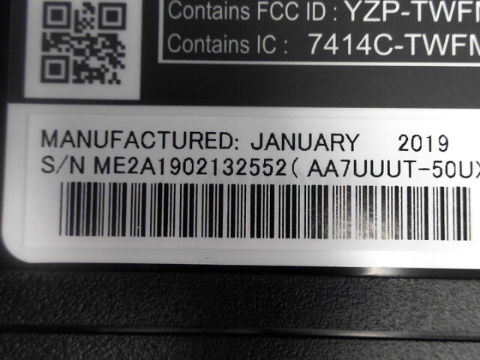 Contains FCC ID : YZP-TWFM
Contains IC : 7414C-TWFM
MANUFACTURED: JANUARY 2019
S/N ME2A1902132552( AA7UUUT-50UX